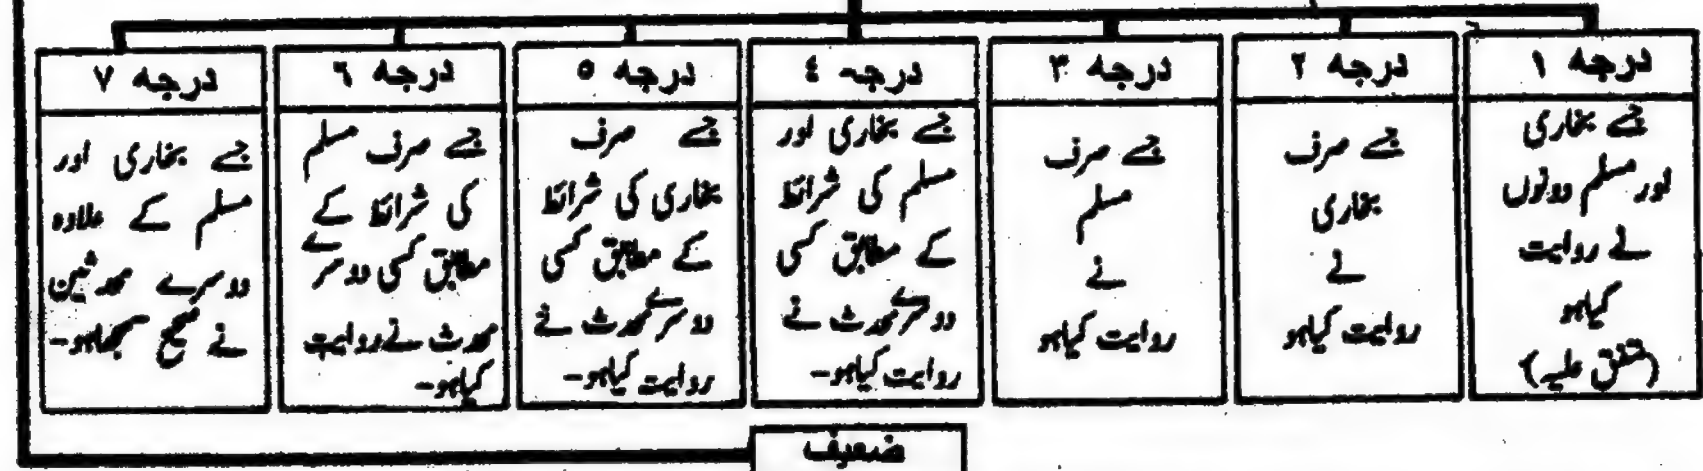 درجہ ۱
جسے بخاری
اور مسلم دونوں
نے روایت
کیاہو
(متفق علیہ)
درجہ ۲
جسے صرف
بخاری
نے
روایت کیاہو
درجہ ۳
جسے صرف
مسلم
نے
روایت کیاہو
درجہ ٤
جسے بخاری اور
مسلم کی شرائط
کے مطابق کسی
دوسرے محدث نے
روایت کیاہو-
درجہ ٥
جسے صرف
بخاری کی شرائط
کے مطابق کسی
دوسرے محدث نے
روایت کیاہو-
درجہ ٦
جسے صرف مسلم
کی شرائط کے
مطابق کسی دوسرے
محدث نے روایت
کیاہو-
درجہ ۷
جسے بخاری اور
مسلم کے علاوہ
دوسرے محدثین
نے صحیح سمجھاہو-
ضعیف